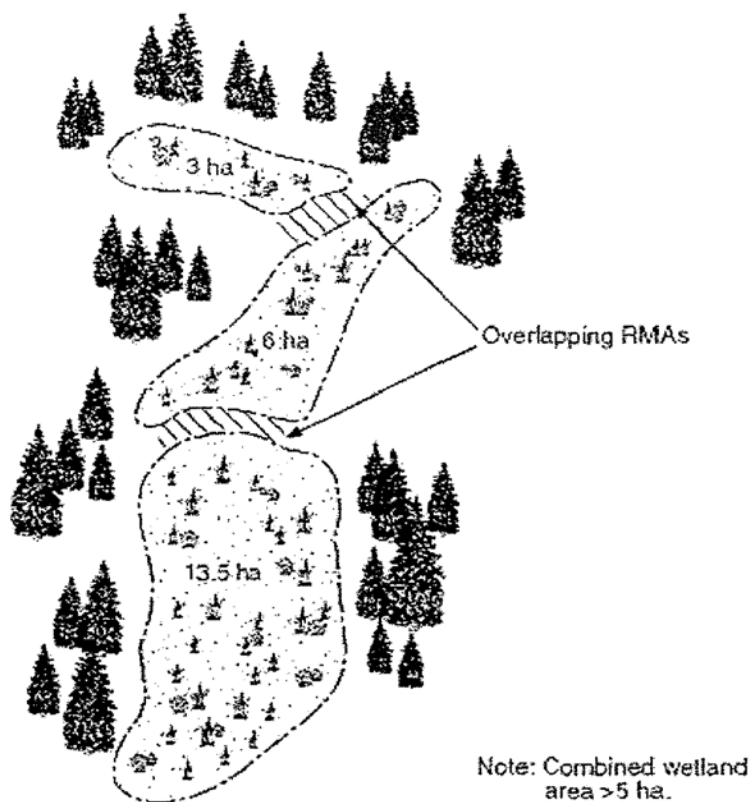 3 ha
6 ha
Overlapping RMAs
13.5 ha
Note: Combined wetland
area >5 ha.